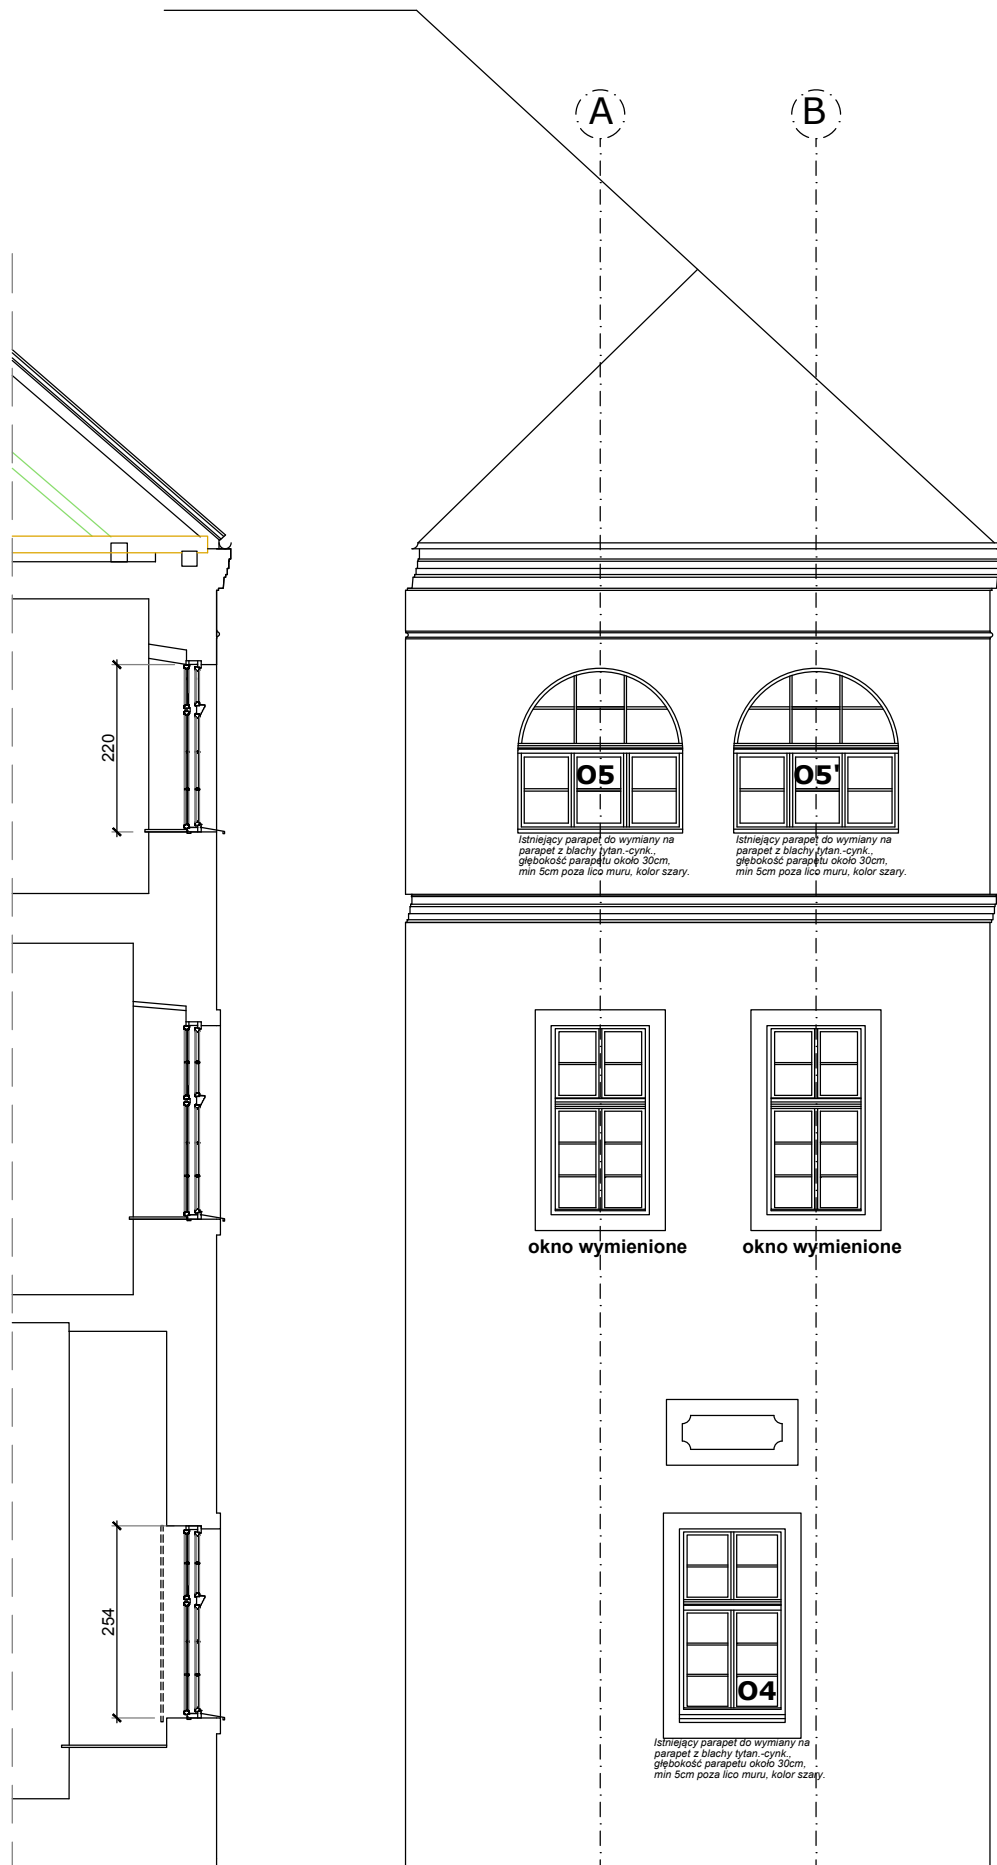 A
B
220
O5
O5'
Istniejący parapet do wymiany na
parapet z blachy tytan.-cynk.,
głębokość parapetu około 30cm,
min 5cm poza lico muru, kolor szary.
Istniejący parapet do wymiany na
parapet z blachy tytan.-cynk.,
głębokość parapetu około 30cm,
min 5cm poza lico muru, kolor szary.
okno wymienione
okno wymienione
254
O4
Istniejący parapet do wymiany na
parapet z blachy tytan.-cynk.,
głębokość parapetu około 30cm,
min 5cm poza lico muru, kolor szary.